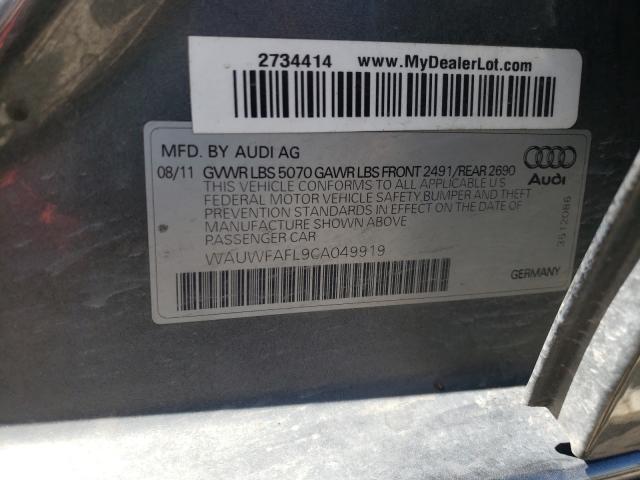 2734414 www.MyDealerLot.com
MFD. BY AUDI AG
08/11 GVWR LBS 5070 GAWR LBS FRONT 2491/REAR 2690
THIS VEHICLE CONFORMS TO ALL APPLICABLE U S
FEDERAL MOTOR VEHICLE SAFETY, BUMPER AND THEFT
PREVENTION STANDARDS IN EFFECT ON THE DATE OF
MANUFACTURE SHOWN ABOVE
PASSENGER CAR
WAUWFAFL9CA049919
Audi
3612086
GERMANY